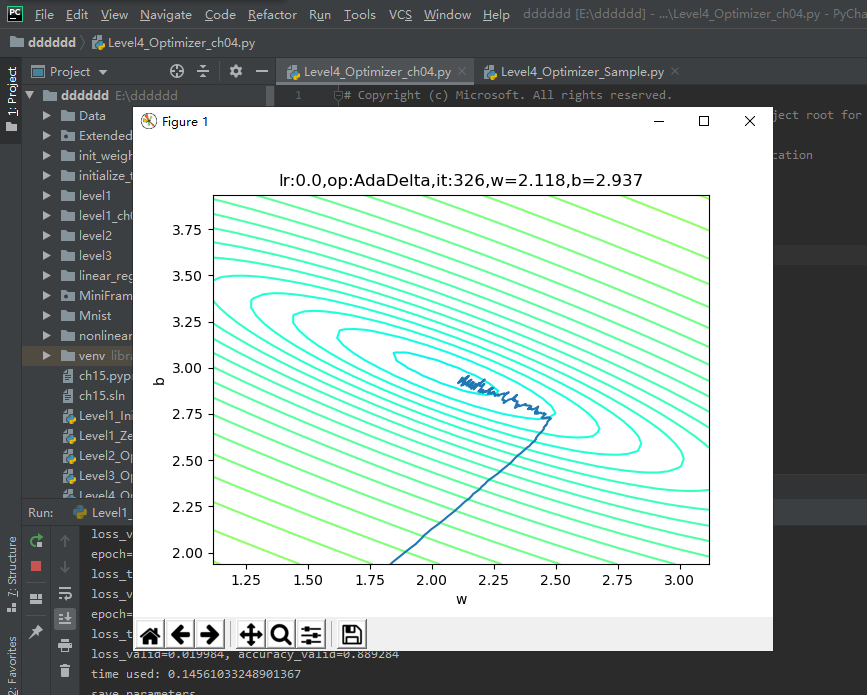 PC File Edit View Navigate Code Refactor Run Tools VCS Window Help dddddd [E:\dddddd] - ...\Level4_Optimizer_ch04.py - PyCha
dddddd Level4_Optimizer_ch04.py
1: Project
Project
Level4_Optimizer_ch04.py
Level4_Optimizer_Sample.py
dddddd E:\dddddd
1 # Copyright (c) Microsoft. All rights reserved.
Data
ject root for
Extended
init_weigh
cation
initialize_
level1
level1_ch0
level2
level3
linear_reg
MiniFram
Mnist
nonlinear
venv libra
ch15.pyp
ch15.sln
Level1_Ini
Level1_Ze
Level2_Op
Level3_Op
Level4_Op
Figure 1
lr:0.0,op:AdaDelta,it:326,w=2.118,b=2.937
3.75
3.50
3.25
3.00
2.75
2.50
2.25
2.00
b
1.25 1.50 1.75 2.00 2.25 2.50 2.75 3.00
w
Run: Level1_
loss_v
epoch=
loss_t
loss_v
epoch=
loss_t
loss_valid=0.019984, accuracy_valid=0.889284
time used: 0.14561033248901367
save parameters
7: Structure
2: Favorites